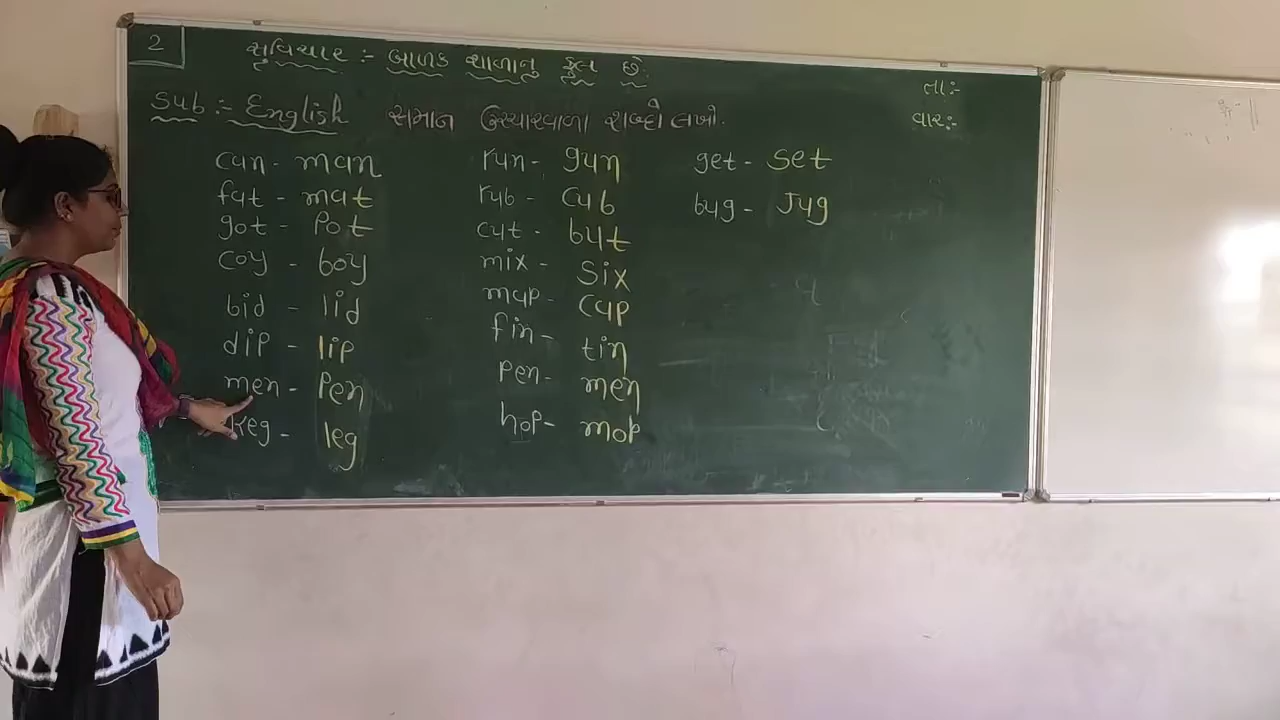 2
સુવિચાર :- બાળક શાળાનુ ફુલ છે.
Sub :- English સમાન ઉચ્ચારવાળા શબ્દો લખો.
તા:-
વાર:-
can - man
fat - mat
got - Pot
coy - boy
bid - lid
dip - lip
men - Pen
keg - leg
run - gun
rub - Cub
cut - but
mix - Six
map - Cap
fin - tin
Pen - men
hop - mop
get - Set
bug - Jug